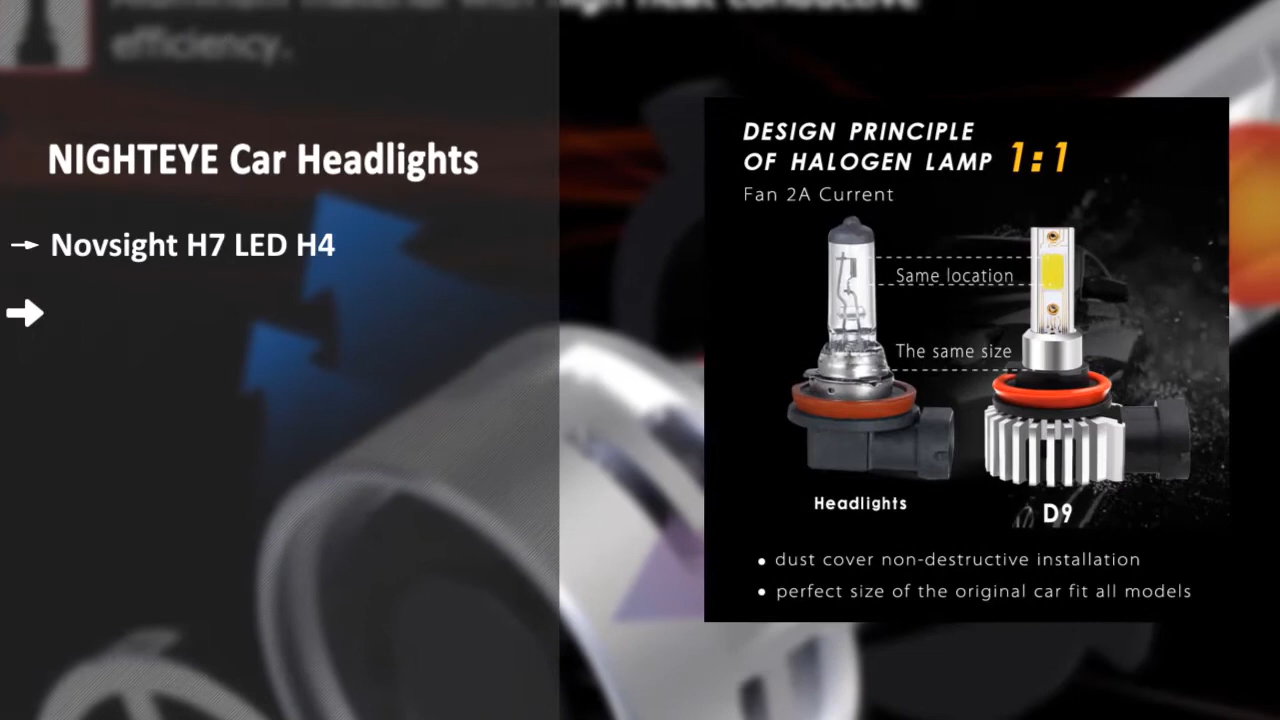 efficiency.
NIGHTEYE Car Headlights
Novsight H7 LED H4
DESIGN PRINCIPLE
OF HALOGEN LAMP 1:1
Fan 2A Current
Same location
The same size
Headlights
D9
• dust cover non-destructive installation
• perfect size of the original car fit all models